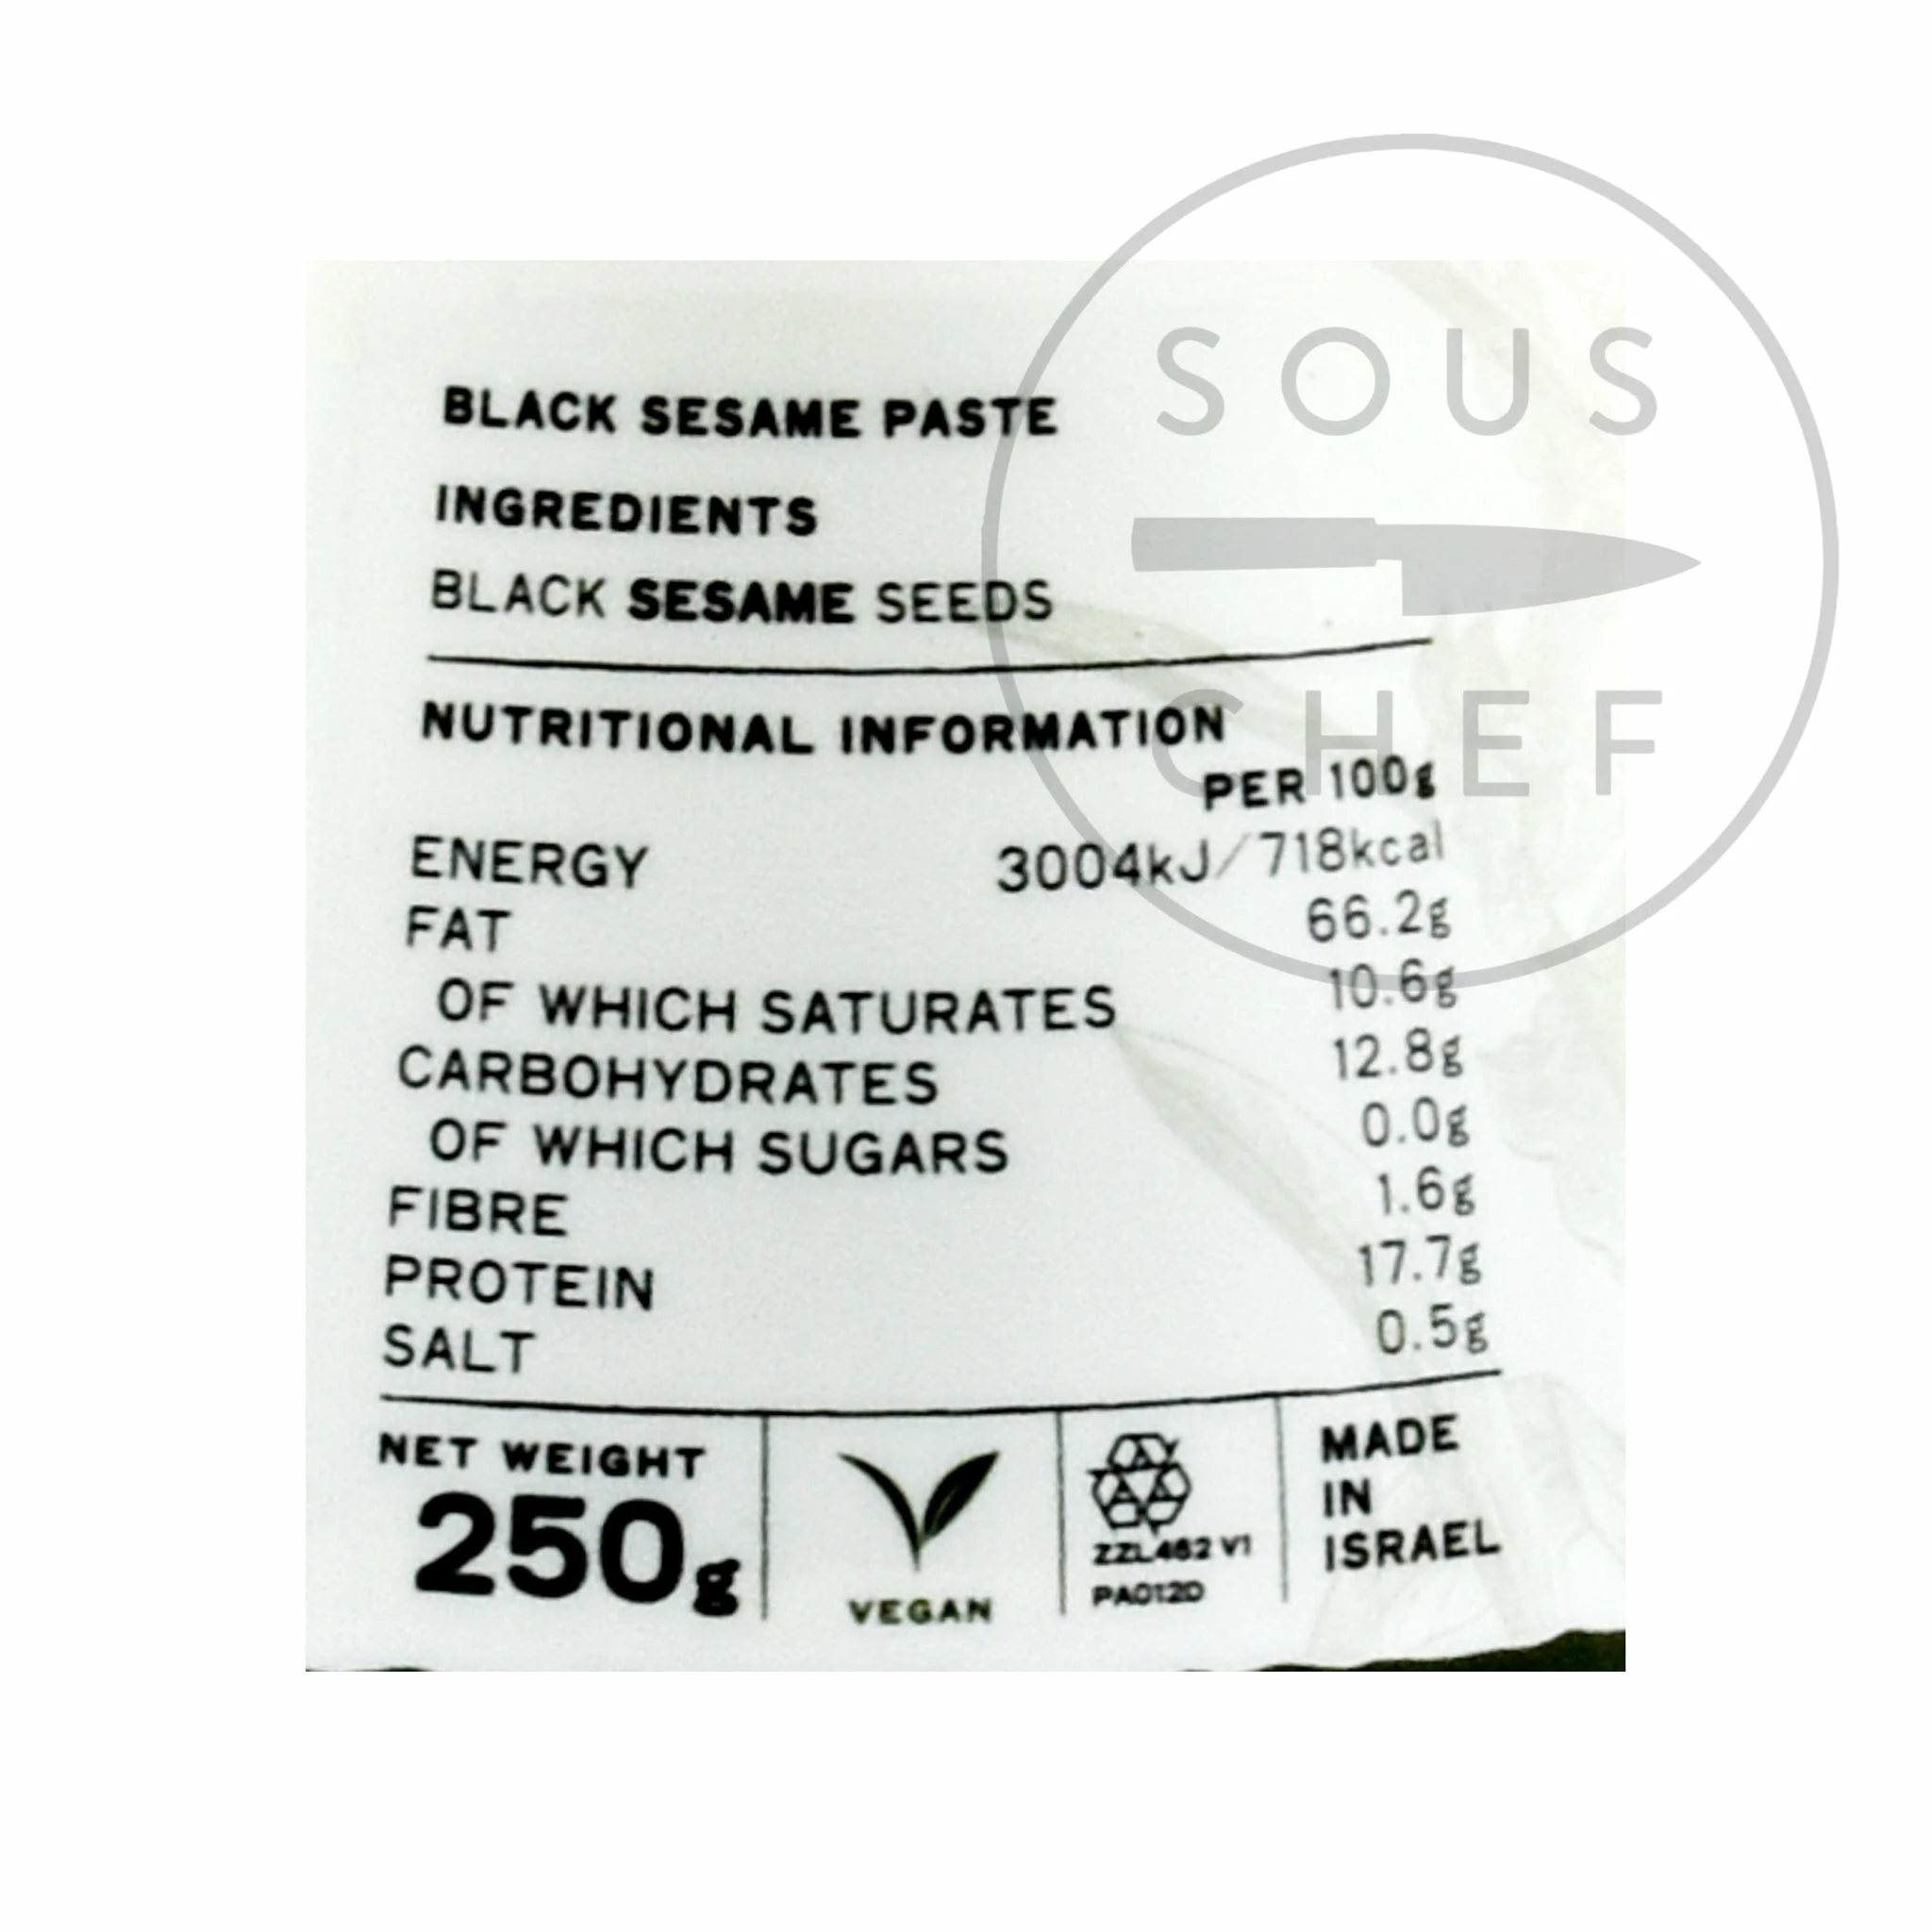 SOUS
CHEF
BLACK SESAME PASTE
INGREDIENTS
BLACK SESAME SEEDS
NUTRITIONAL INFORMATION
PER 100g
ENERGY 3004kJ/718kcal
FAT 66.2g
OF WHICH SATURATES 10.6g
CARBOHYDRATES 12.8g
OF WHICH SUGARS 0.0g
FIBRE 1.6g
PROTEIN 17.7g
SALT 0.5g
NET WEIGHT
250g
VEGAN
ZZL462 V1
PA012D
MADE
IN
ISRAEL